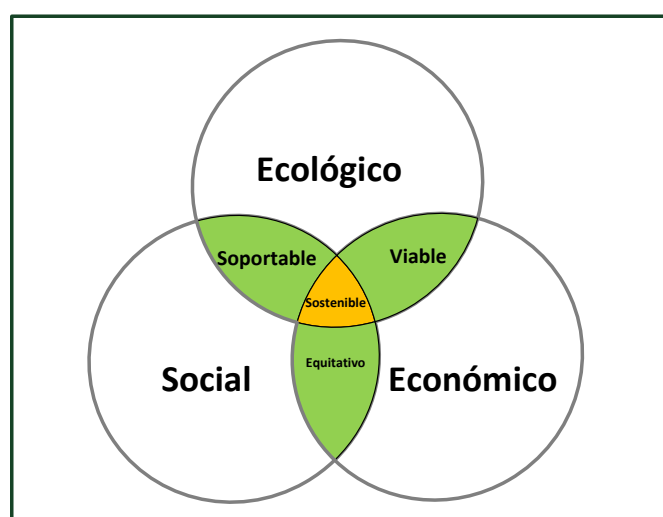 Ecológico
Soportable
Viable
Sostenible
Equitativo
Social
Económico